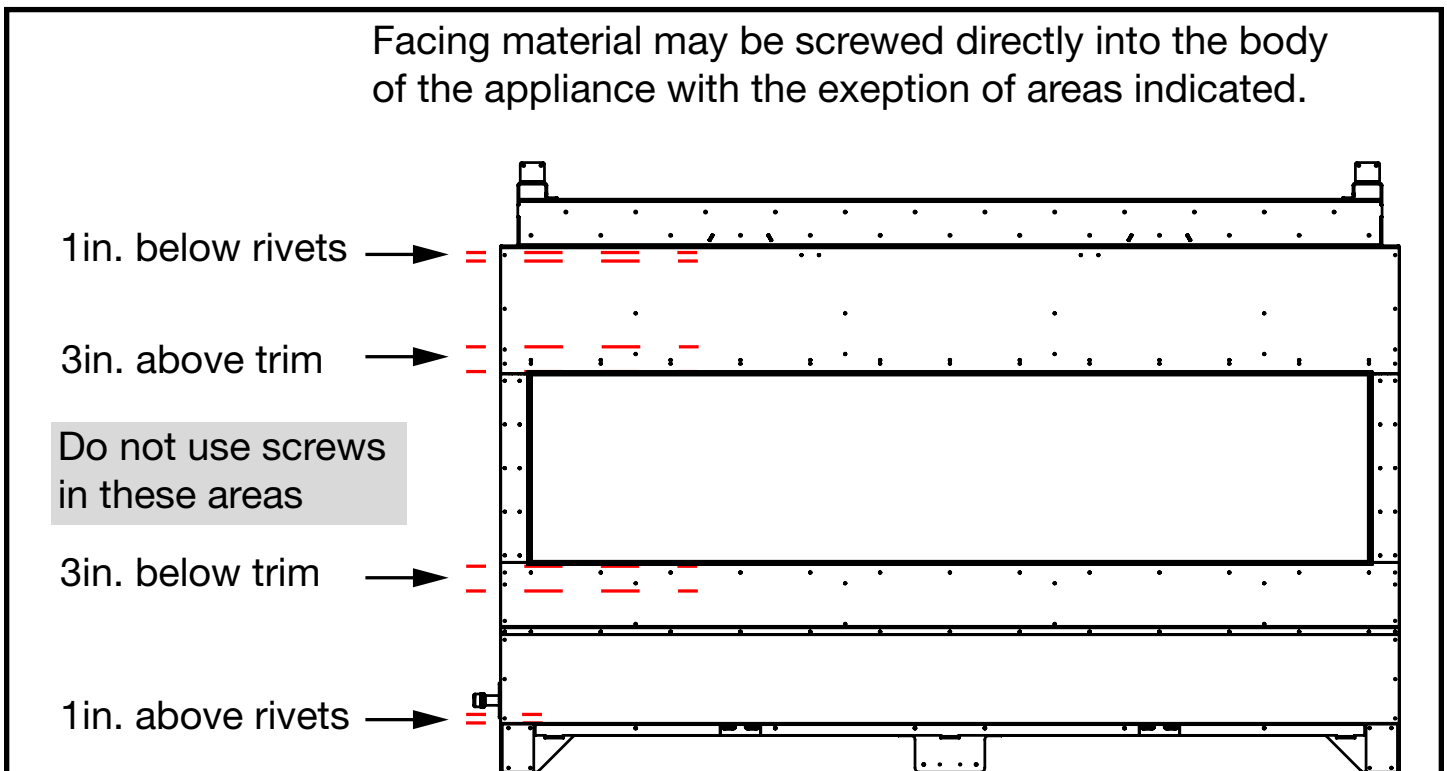 Facing material may be screwed directly into the body
of the appliance with the exeption of areas indicated.
1in. below rivets
3in. above trim
Do not use screws
in these areas
3in. below trim
1in. above rivets